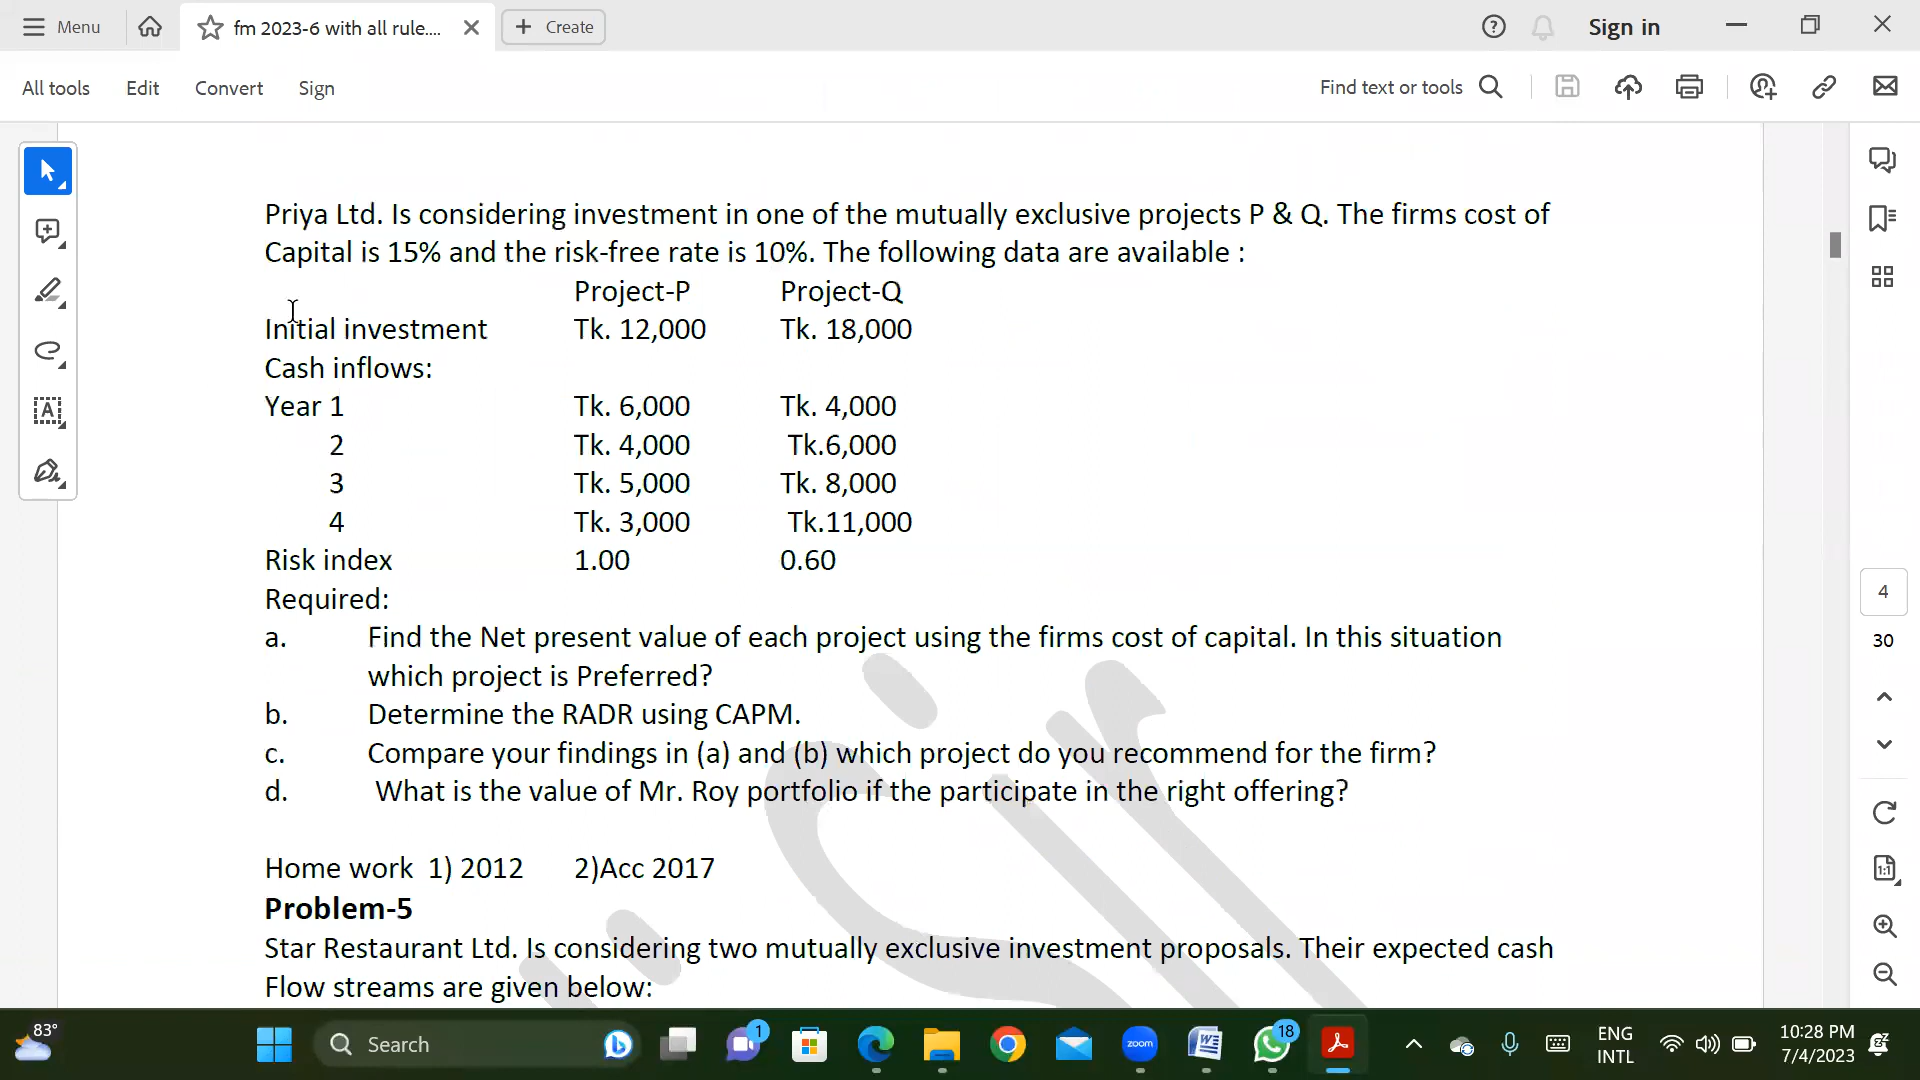 Menu
fm 2023-6 with all rule....
Create
Sign in
All tools Edit Convert Sign
Find text or tools
Priya Ltd. Is considering investment in one of the mutually exclusive projects P & Q. The firms cost of
Capital is 15% and the risk-free rate is 10%. The following data are available :
Project-P Project-Q
Initial investment Tk. 12,000 Tk. 18,000
Cash inflows:
Year 1 Tk. 6,000 Tk. 4,000
2 Tk. 4,000 Tk.6,000
3 Tk. 5,000 Tk. 8,000
4 Tk. 3,000 Tk.11,000
Risk index 1.00 0.60
Required:
a. Find the Net present value of each project using the firms cost of capital. In this situation
which project is Preferred?
b. Determine the RADR using CAPM.
c. Compare your findings in (a) and (b) which project do you recommend for the firm?
d. What is the value of Mr. Roy portfolio if the participate in the right offering?
Home work 1) 2012 2)Acc 2017
Problem-5
Star Restaurant Ltd. Is considering two mutually exclusive investment proposals. Their expected cash
Flow streams are given below:
4
30
1:1
83°
Search
1
zoom
18
ENG
INTL
10:28 PM
7/4/2023